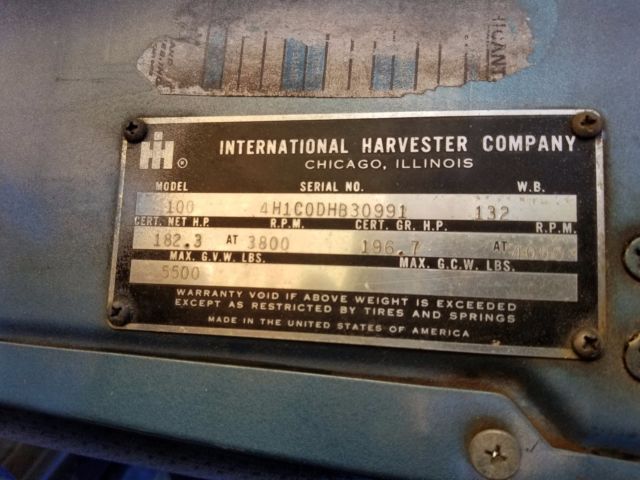 ICANT
IH® INTERNATIONAL HARVESTER COMPANY
CHICAGO, ILLINOIS
MODEL SERIAL NO. W.B.
100 4H1C0DHB30991 132
CERT. NET H.P. R.P.M. CERT. GR. H.P. R.P.M.
182.3 AT 3800 196.7 AT
MAX. G.V.W. LBS. MAX. G.C.W. LBS.
5500
WARRANTY VOID IF ABOVE WEIGHT IS EXCEEDED
EXCEPT AS RESTRICTED BY TIRES AND SPRINGS
MADE IN THE UNITED STATES OF AMERICA